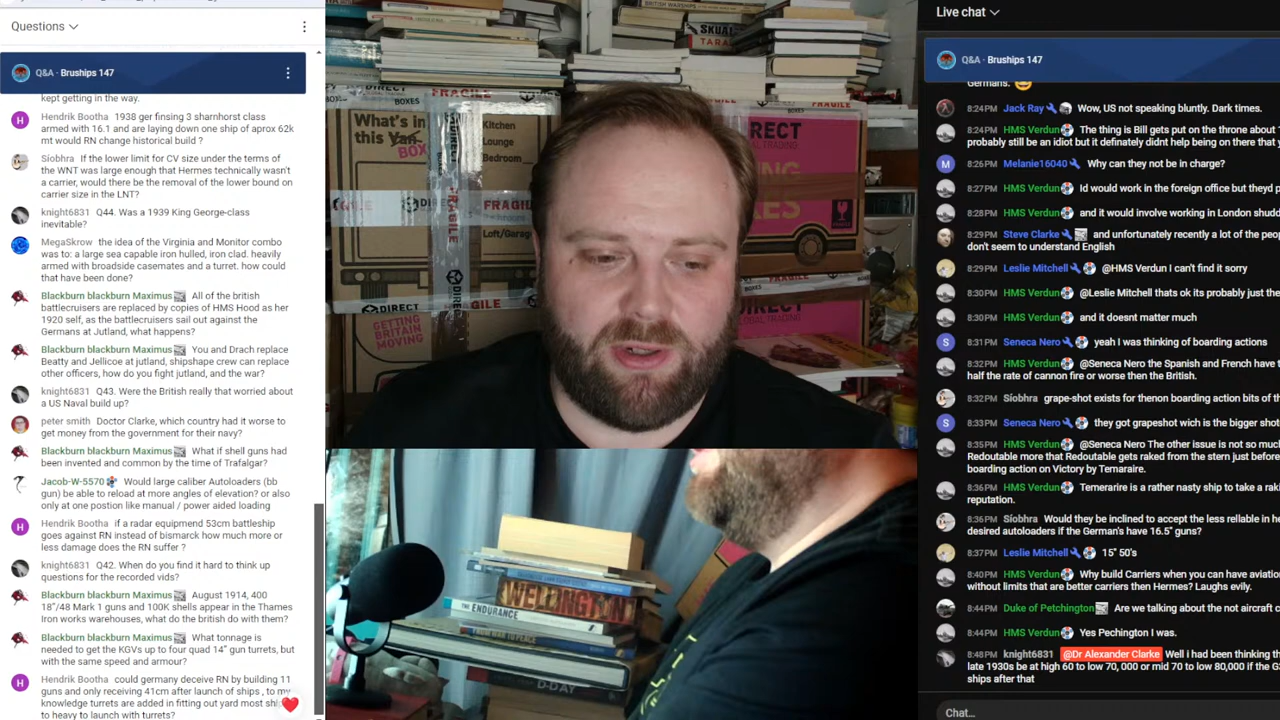 Questions
Q&A · Bruships 147
kept getting in the way.
Hendrik Bootha 1938 ger finsing 3 sharnhorst class
armed with 16.1 and are laying down one ship of aprox 62k
mt would RN change historical build ?
Síobhra If the lower limit for CV size under the terms of
the WNT was large enough that Hermes technically wasn't
a carrier, would there be the removal of the lower bound on
carrier size in the LNT?
knight6831 Q44. Was a 1939 King George-class
inevitable?
MegaSkrow the idea of the Virginia and Monitor combo
was to: a large sea capable iron hulled, iron clad. heavily
armed with broadside casemates and a turret. how could
that have been done?
Blackburn blackburn Maximus All of the british
battlecruisers are replaced by copies of HMS Hood as her
1920 self, as the battlecruisers sail out against the
Germans at Jutland, what happens?
Blackburn blackburn Maximus You and Drach replace
Beatty and Jellicoe at jutland, shipshape crew can replace
other officers, how do you fight jutland, and the war?
knight6831 Q43. Were the British really that worried about
a US Naval build up?
peter smith Doctor Clarke, which country had it worse to
get money from the government for their navy?
Blackburn blackburn Maximus What if shell guns had
been invented and common by the time of Trafalgar?
Jacob-W-5570 Would large caliber Autoloaders (bb
gun) be able to reload at more angles of elevation? or also
only at one postion like manual / power aided loading
Hendrik Bootha if a radar equipmend 53cm battleship
goes against RN instead of bismarck how much more or
less damage does the RN suffer ?
knight6831 Q42. When do you find it hard to think up
questions for the recorded vids?
Blackburn blackburn Maximus August 1914, 400
18"/48 Mark 1 guns and 100K shells appear in the Thames
Iron works warehouses, what do the british do with them?
Blackburn blackburn Maximus What tonnage is
needed to get the KGVs up to four quad 14" gun turrets, but
with the same speed and armour?
Hendrik Bootha could germany deceive RN by building 11
guns and only receiving 41cm after launch of ships , to my
knowledge turrets are added in fitting out yard most ship
to heavy to launch with turrets?
BRITISH WARSHIPS
SKUA
TARA
DIRECT
BOXES
FRAGILE
What's in
this Yan
BOX
Kitchen
Lounge
Bedroom
FRAGILE
Loft/Garage
DIRECT
GETTING
BRITAIN
MOVING
WELLINGTON
THE ENDURANCE
D-DAY
Live chat
Q&A · Bruships 147
Germans.
8:24PM Jack Ray Wow, US not speaking bluntly. Dark times.
8:24PM HMS Verdun The thing is Bill gets put on the throne about
probably still be an idiot but it definately didnt help being on there that
8:26PM Melanie16040 Why can they not be in charge?
8:27PM HMS Verdun Id would work in the foreign office but theyd
8:28PM HMS Verdun and it would involve working in London
8:29PM Steve Clarke and unfortunately recently a lot of the
don't seem to understand English
8:29PM Leslie Mitchell @HMS Verdun I can't find it sorry
8:30PM HMS Verdun @Leslie Mitchell thats ok its probably just the
8:30PM HMS Verdun and it doesnt matter much
8:31PM Seneca Nero yeah I was thinking of boarding actions
8:32PM HMS Verdun @Seneca Nero the Spanish and French have
half the rate of cannon fire or worse then the British.
8:32PM Síobhra grape-shot exists for thenon boarding action bits of
8:33PM Seneca Nero they got grapeshot wich is the bigger
8:35PM HMS Verdun @Seneca Nero The other issue is not so much
Redoutable more that Redoutable gets raked from the stern just before
boarding action on Victory by Temaraire.
8:36PM HMS Verdun Temerarire is a rather nasty ship to take a
reputation.
8:36PM Síobhra Would they be inclined to accept the less reliable in
desired autoloaders if the German's have 16.5" guns?
8:37PM Leslie Mitchell 15" 50's
8:40PM HMS Verdun Why build Carriers when you can have
without limits that are better carriers then Hermes? Laughs evilly.
8:44PM Duke of Petchington Are we talking about the not aircraft
8:44PM HMS Verdun Yes Pechington I was.
8:48PM knight6831 @Dr Alexander Clarke Well i had been thinking
late 1930s be at high 60 to low 70, 000 or mid 70 to low 80,000 if the
ships after that
Chat...